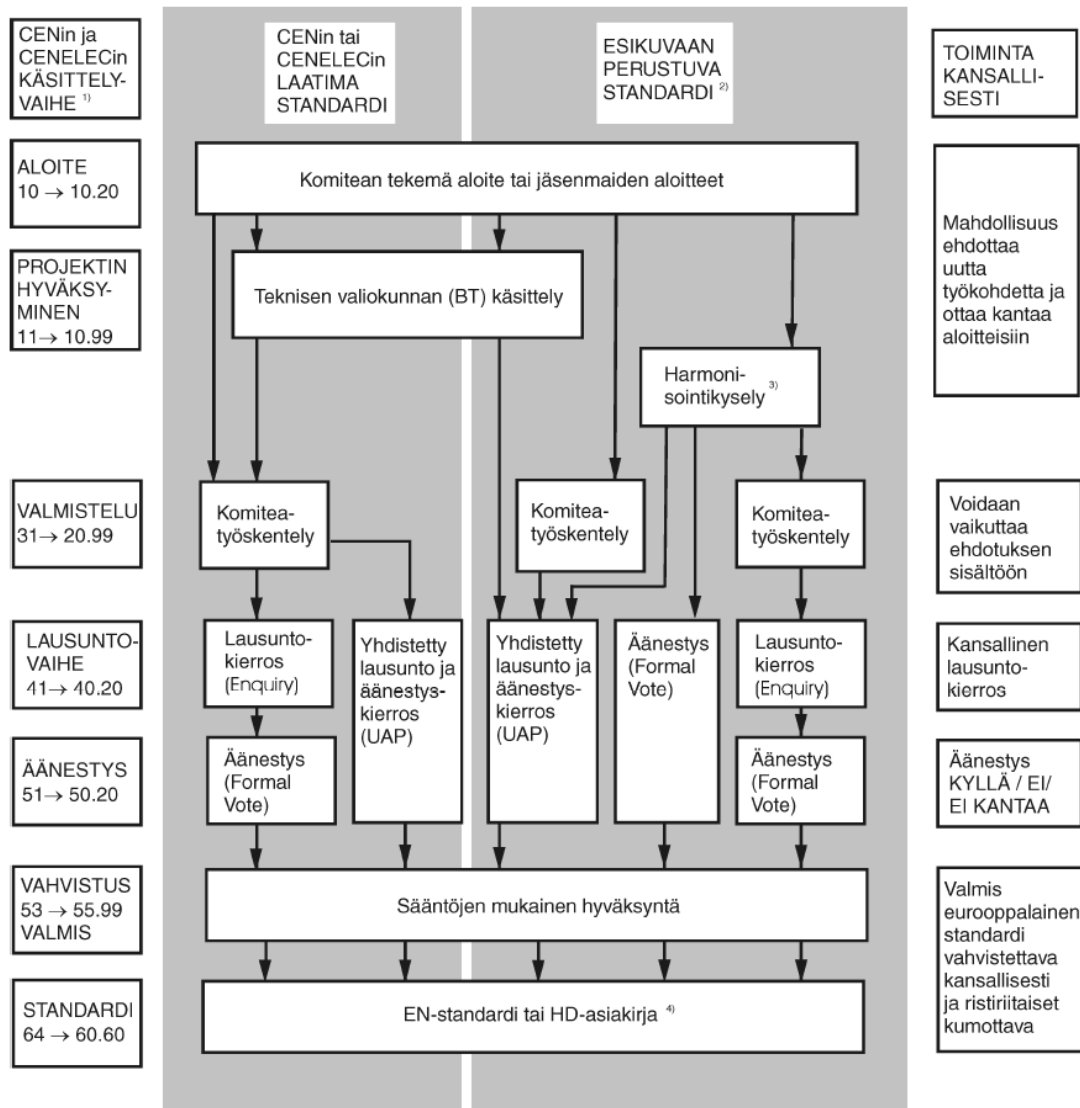 CENin ja
CENELECin
KÄSITTELY-
VAIHE 1)
CENin tai
CENELECin
LAATIMA
STANDARDI
ESIKUVAAN
PERUSTUVA
STANDARDI 2)
TOIMINTA
KANSALLI-
SESTI
ALOITE
10 → 10.20
Komitean tekemä aloite tai jäsenmaiden aloitteet
Mahdollisuus
ehdottaa
uutta
työkohdetta ja
ottaa kantaa
aloitteisiin
PROJEKTIN
HYVÄKSY-
MINEN
11→ 10.99
Teknisen valiokunnan (BT) käsittely
Harmoni-
sointikysely 3)
VALMISTELU
31→ 20.99
Komitea-
työskentely
Komitea-
työskentely
Komitea-
työskentely
Voidaan
vaikuttaa
ehdotuksen
sisältöön
LAUSUNTO-
VAIHE
41→ 40.20
Lausunto-
kierros
(Enquiry)
Yhdistetty
lausunto ja
äänestys-
kierros
(UAP)
Yhdistetty
lausunto ja
äänestys-
kierros
(UAP)
Äänestys
(Formal
Vote)
Lausunto-
kierros
(Enquiry)
Kansallinen
lausunto-
kierros
ÄÄNESTYS
51→ 50.20
Äänestys
(Formal
Vote)
Äänestys
(Formal
Vote)
Äänestys
KYLLÄ / EI/
EI KANTAA
VAHVISTUS
53 → 55.99
VALMIS
Sääntöjen mukainen hyväksyntä
Valmis
eurooppalainen
standardi
vahvistettava
kansallisesti
ja ristiriitaiset
kumottava
STANDARDI
64 → 60.60
EN-standardi tai HD-asiakirja 4)